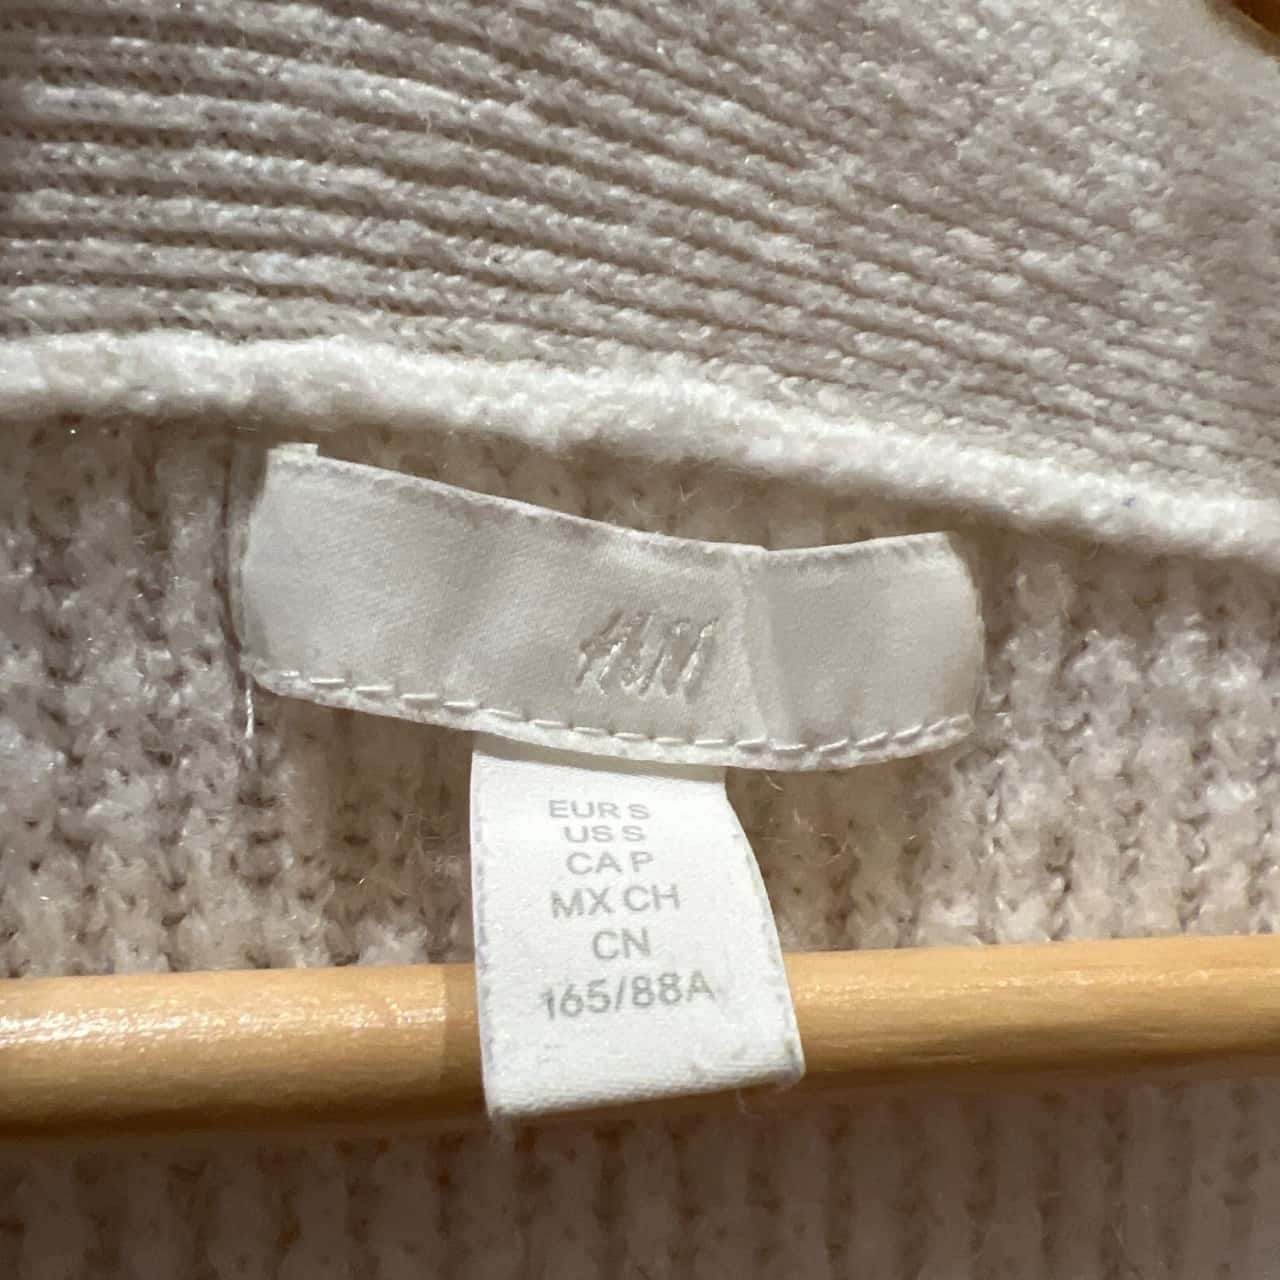 H&M
EUR S
US S
CA P
MX CH
CN
165/88A